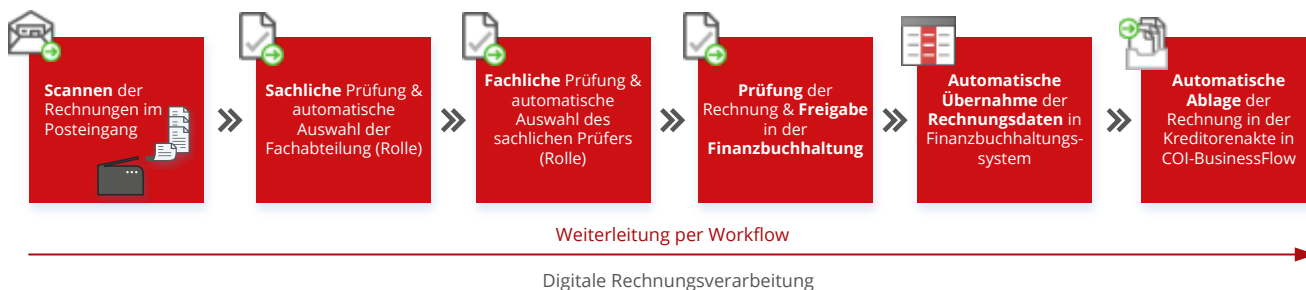 Scannen der
Rechnungen im
Posteingang
Sachliche Prüfung &
automatische
Auswahl der
Fachabteilung (Rolle)
Fachliche Prüfung &
automatische
Auswahl des
sachlichen Prüfers
(Rolle)
Prüfung der
Rechnung & Freigabe
in der
Finanzbuchhaltung
Automatische
Übernahme der
Rechnungsdaten in
Finanzbuchhaltungs-
system
Automatische
Ablage der
Rechnung in der
Kreditorenakte in
COI-BusinessFlow
Weiterleitung per Workflow
Digitale Rechnungsverarbeitung